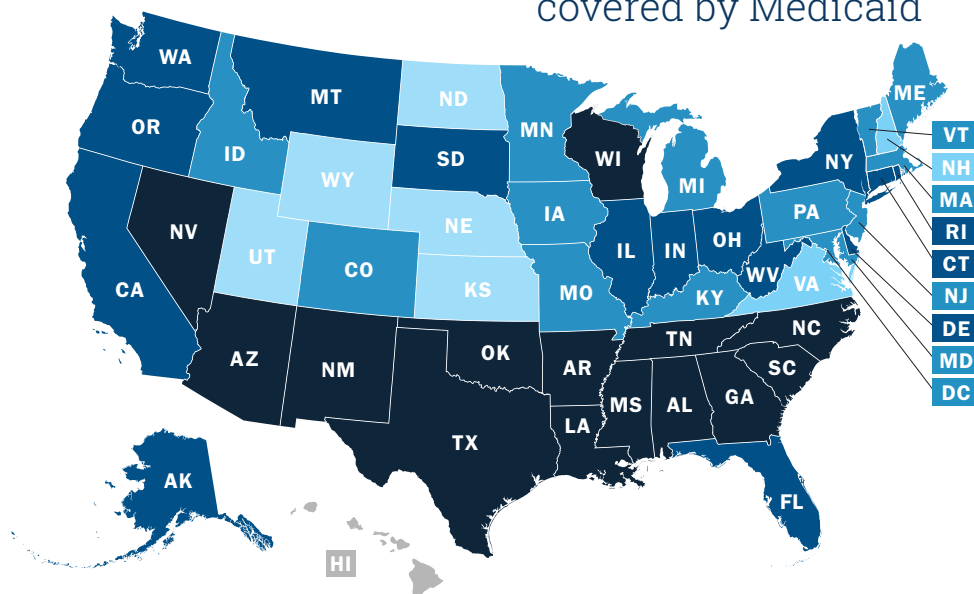 covered by Medicaid
WA
MT
ND
MN
ME
OR
ID
SD
WI
NY
VT
NH
MA
RI
CT
NJ
DE
MD
DC
WY
MI
NV
NE
IA
PA
UT
CO
IL
IN
OH
CA
KS
MO
WV
VA
KY
AZ
NM
OK
AR
TN
NC
SC
TX
LA
MS
AL
GA
AK
FL
HI